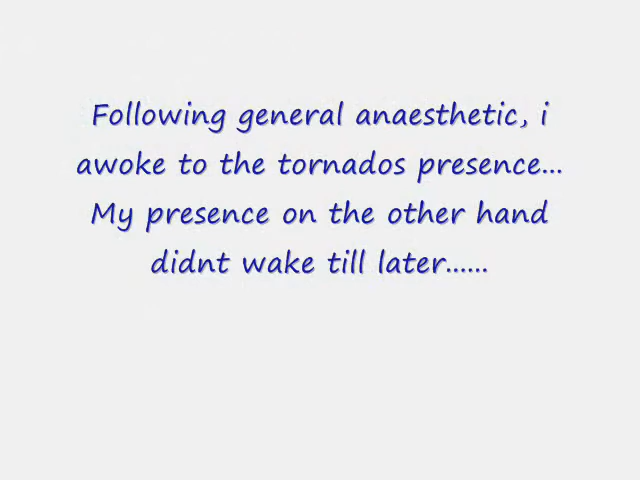 Following general anaesthetic, i
awoke to the tornados presence...
My presence on the other hand
didnt wake till later......